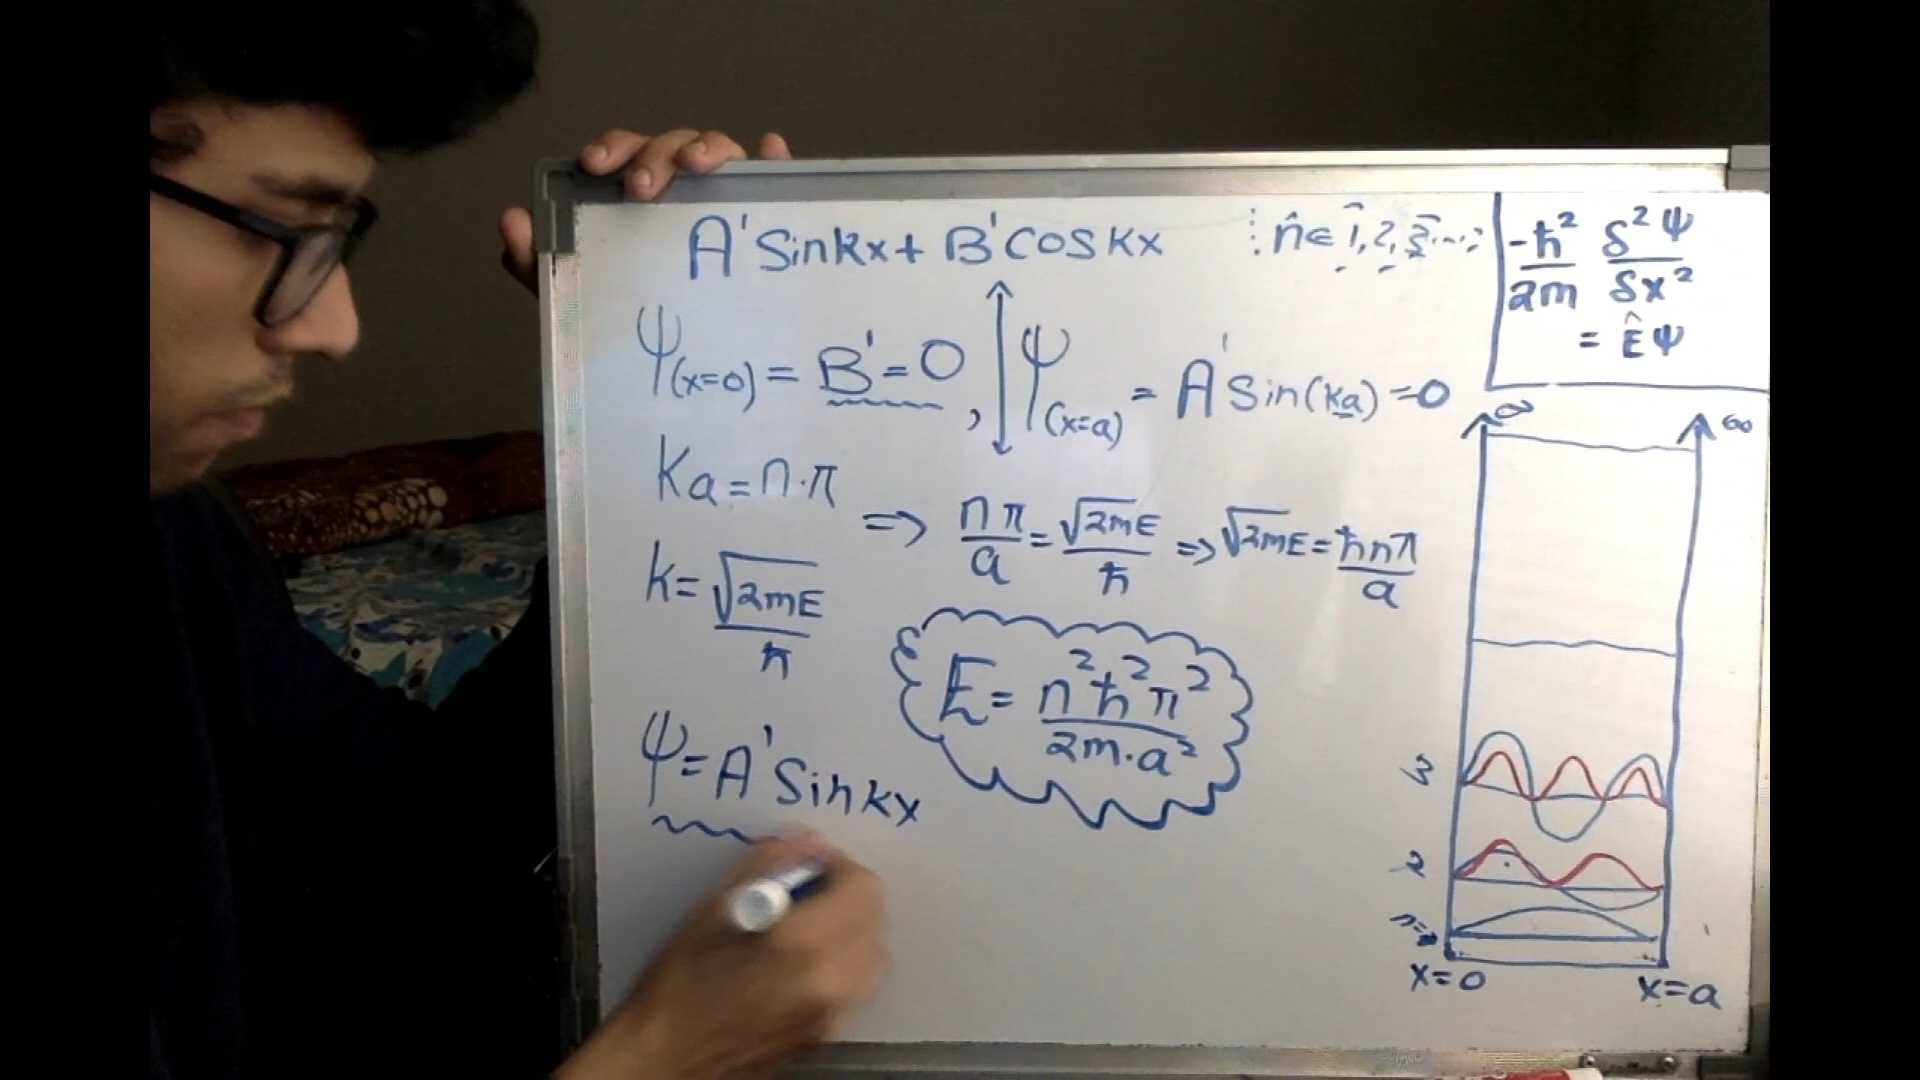 A' Sinkx + B' coskx
n̂ ∈ 1, 2, 3....;
-ħ²/2m δ²Ψ/δx²
= ÊΨ
Ψ(x=0) = B' = 0 , Ψ(x=a) = A' Sin(ka) = 0
Ka = n·π
k = √2mE/ħ
=> nπ/a = √2mE/ħ => √2mE = ħnπ/a
E = n²ħ²π²/2m·a²
Ψ = A' Sinkx
∞ ∞
3
2
n=
x=0 x=a